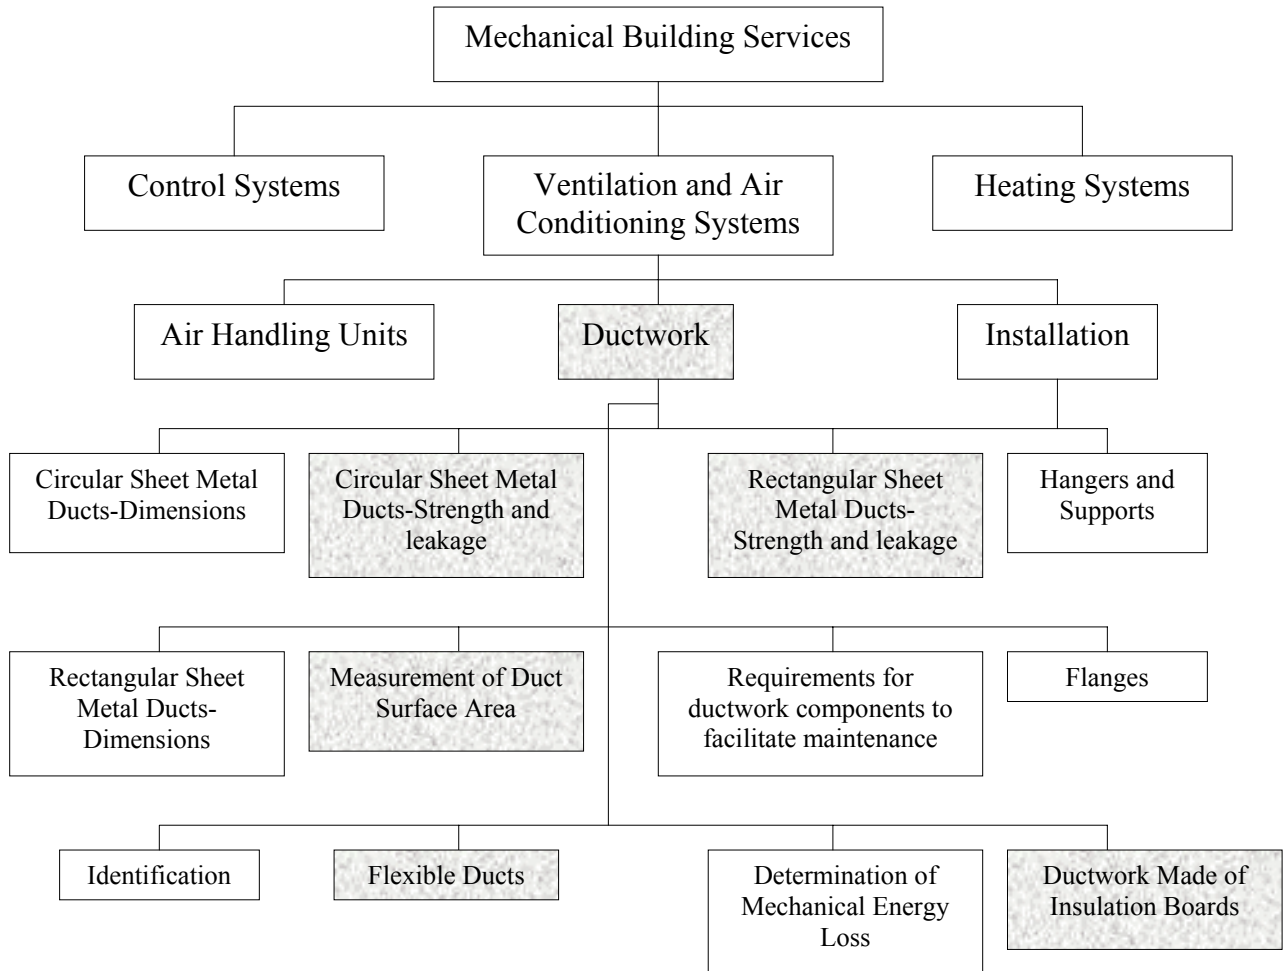 Mechanical Building Services
Control Systems
Ventilation and Air
Conditioning Systems
Heating Systems
Air Handling Units
Ductwork
Installation
Circular Sheet Metal
Ducts-Dimensions
Circular Sheet Metal
Ducts-Strength and
leakage
Rectangular Sheet
Metal Ducts-
Strength and leakage
Hangers and
Supports
Rectangular Sheet
Metal Ducts-
Dimensions
Measurement of Duct
Surface Area
Requirements for
ductwork components to
facilitate maintenance
Flanges
Identification
Flexible Ducts
Determination of
Mechanical Energy
Loss
Ductwork Made of
Insulation Boards